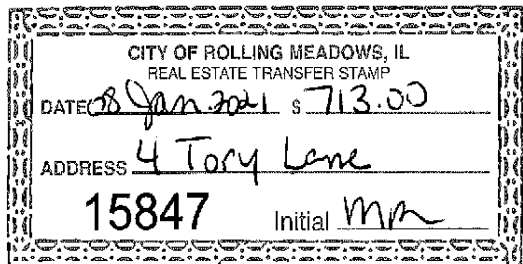 CITY OF ROLLING MEADOWS, IL
REAL ESTATE TRANSFER STAMP
DATE 08 Jan 2021 $ 713.00
ADDRESS 4 Tory Lane
15847 Initial